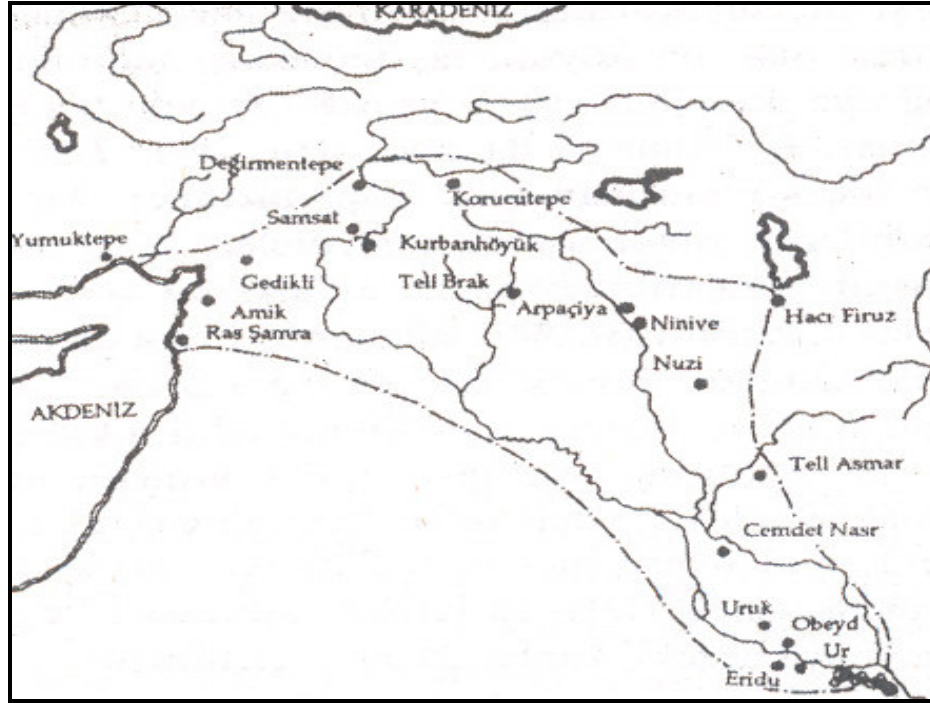 KARADENİZ
Değirmentepe
Korucutepe
Samsat
Yumuktepe
Kurbanhöyük
Gedikli
Tell Brak
Arpaçiya
Ninive
Hacı Firuz
Amik
Ras Şamra
Nuzi
AKDENİZ
Tell Asmar
Cemdet Nasr
Uruk
Obeyd
Ur
Eridu